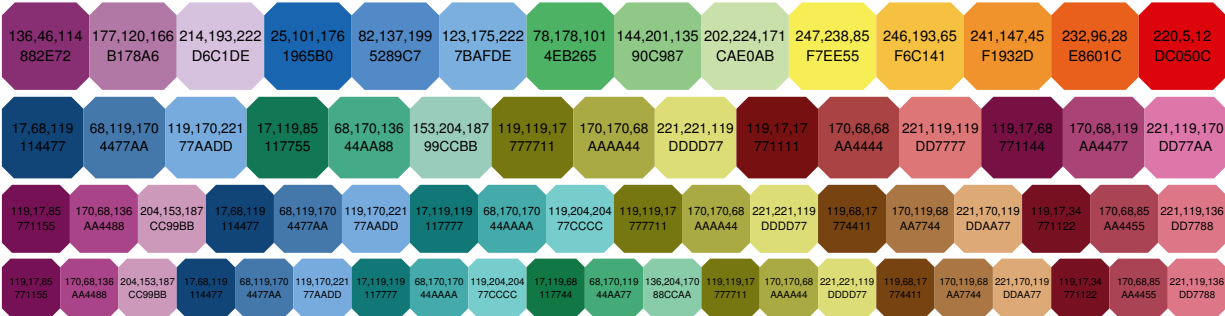 136,46,114 177,120,166 214,193,222 25,101,176 82,137,199 123,175,222 78,178,101 144,201,135 202,224,171 247,238,85 246,193,65 241,147,45 232,96,28 220,5,12
882E72 B178A6 D6C1DE 1965B0 5289C7 7BAFDE 4EB265 90C987 CAE0AB F7EE55 F6C141 F1932D E8601C DC050C
17,68,119 68,119,170 119,170,221 17,119,85 68,170,136 153,204,187 119,119,17 170,170,68 221,221,119 119,17,17 170,68,68 221,119,119 119,17,68 170,68,119 221,119,170
114477 4477AA 77AADD 117755 44AA88 99CCBB 777711 AAAA44 DDDD77 771111 AA4444 DD7777 771144 AA4477 DD77AA
119,17,85 170,68,136 204,153,187 17,68,119 68,119,170 119,170,221 17,119,119 68,170,170 119,204,204 119,119,17 170,170,68 221,221,119 119,68,17 170,119,68 221,170,119 119,17,34 170,68,85 221,119,136
771155 AA4488 CC99BB 114477 4477AA 77AADD 117777 44AAAA 77CCCC 777711 AAAA44 DDDD77 774411 AA7744 DDAA77 771122 AA4455 DD7788
119,17,85 170,68,136 204,153,187 17,68,119 68,119,170 119,170,221 17,119,119 68,170,170 119,204,204 17,119,68 68,170,119 136,204,170 119,119,17 170,170,68 221,221,119 119,68,17 170,119,68 221,170,119 119,17,34 170,68,85 221,119,136
771155 AA4488 CC99BB 114477 4477AA 77AADD 117777 44AAAA 77CCCC 117744 44AA77 88CCAA 777711 AAAA44 DDDD77 774411 AA7744 DDAA77 771122 AA4455 DD7788